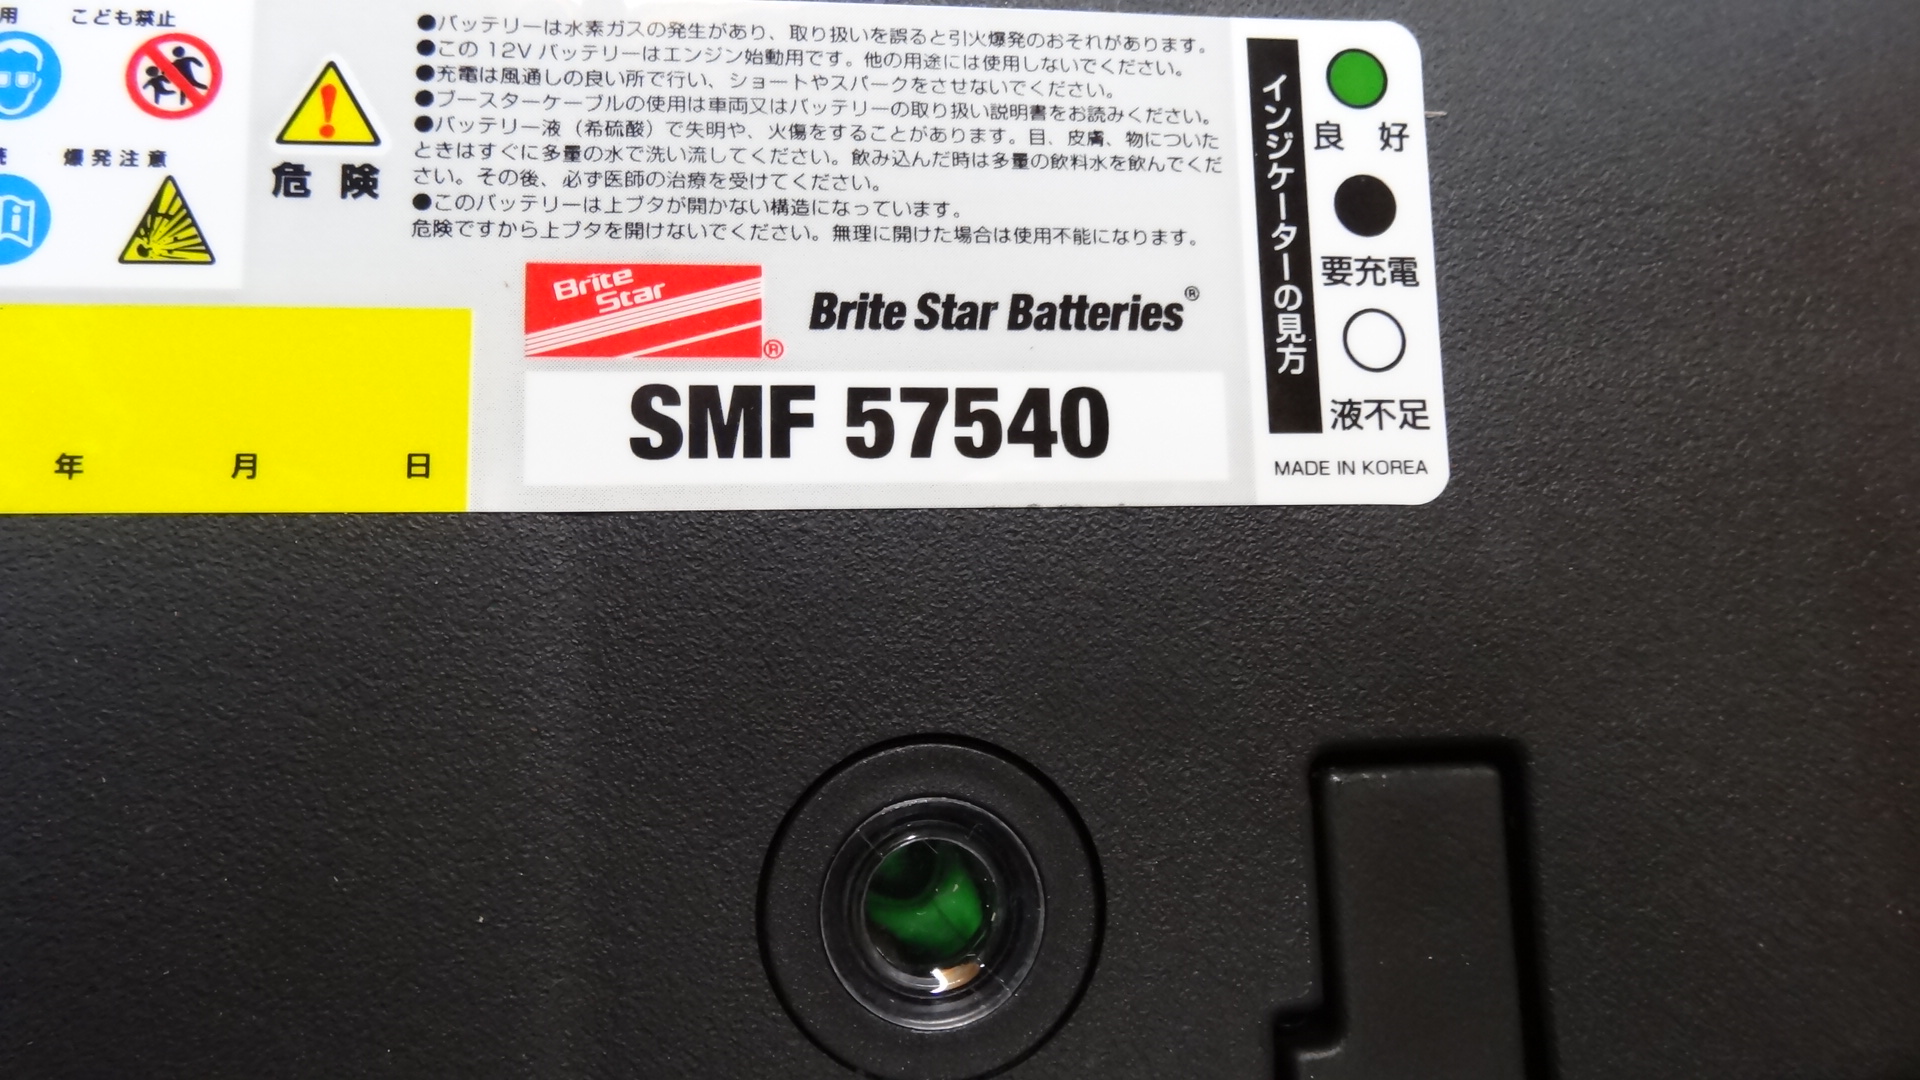 用
こども禁止
爆発注意
危険
●バッテリーは水素ガスの発生があり、取り扱いを誤ると引火爆発のおそれがあります。
●この 12V バッテリーはエンジン始動用です。他の用途には使用しないでください。
●充電は風通しの良い所で行い、ショートやスパークをさせないでください。
●ブースターケーブルの使用は車両又はバッテリーの取り扱い説明書をお読みください。
●バッテリー液（希硫酸）で失明や、火傷をすることがあります。目、皮膚、物についた
ときはすぐに多量の水で洗い流してください。飲み込んだ時は多量の飲料水を飲んでくだ
さい。その後、必ず医師の治療を受けてください。
●このバッテリーは上ブタが開かない構造になっています。
危険ですから上ブタを開けないでください。無理に開けた場合は使用不能になります。
Brite
Star
®
Brite Star Batteries®
SMF 57540
年 月 日
インジケーターの見方
良 好
要充電
液不足
MADE IN KOREA